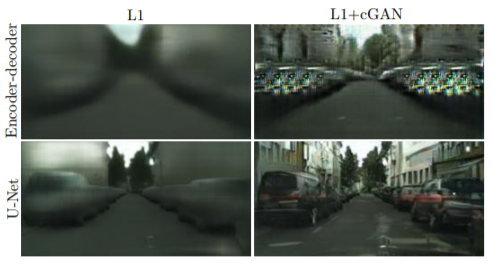 L1
L1+cGAN
Encoder-decoder
U-Net